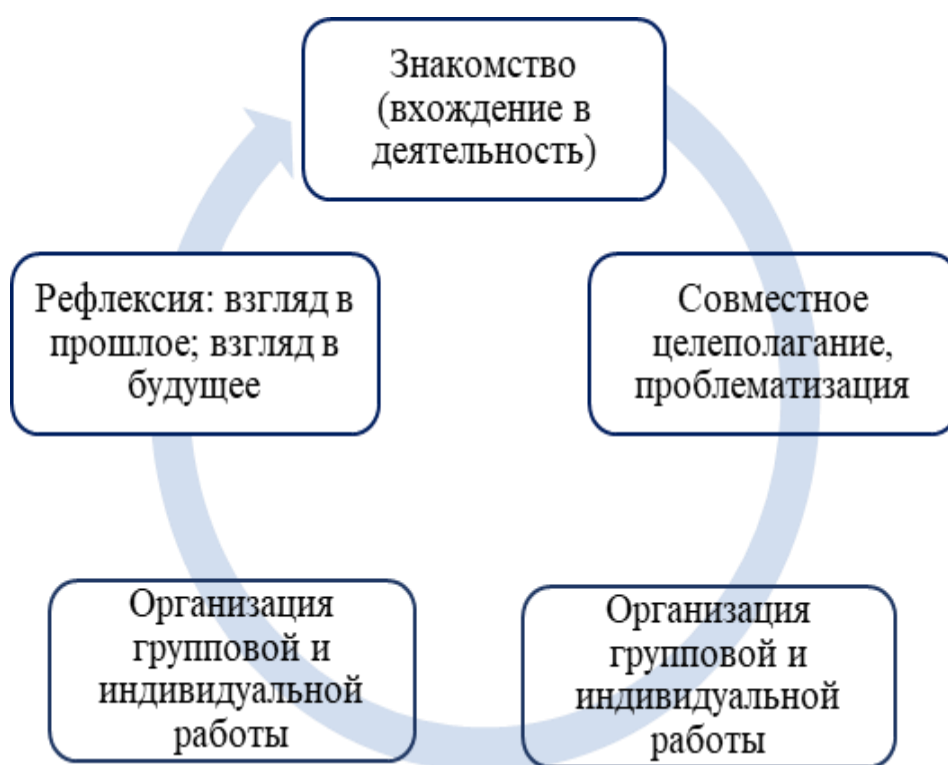 Знакомство
(вхождение в
деятельность)
Совместное
целеполагание,
проблематизация
Организация
групповой и
индивидуальной
работы
Организация
групповой и
индивидуальной
работы
Рефлексия: взгляд в
прошлое; взгляд в
будущее